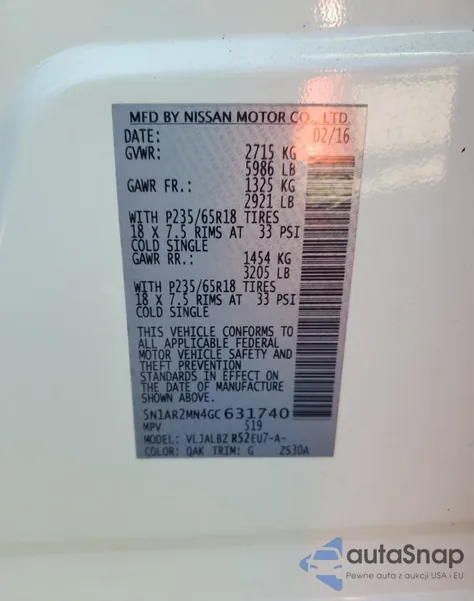 MFD BY NISSAN MOTOR CO., LTD.
DATE: 02/16
GVWR: 2715 KG
5986 LB
GAWR FR.: 1325 KG
2921 LB
WITH P235/65R18 TIRES
18 X 7.5 RIMS AT 33 PSI
COLD SINGLE
GAWR RR.: 1454 KG
3205 LB
WITH P235/65R18 TIRES
18 X 7.5 RIMS AT 33 PSI
COLD SINGLE
THIS VEHICLE CONFORMS TO
ALL APPLICABLE FEDERAL
MOTOR VEHICLE SAFETY AND
THEFT PREVENTION
STANDARDS IN EFFECT ON
THE DATE OF MANUFACTURE
SHOWN ABOVE.
5N1AR2MN4GC631740
MPV 519
MODEL: VLJALBZ R52EU7-A-
COLOR: QAK TRIM: G 2530A
autoSnap
Pewne auta z aukcji USA i EU